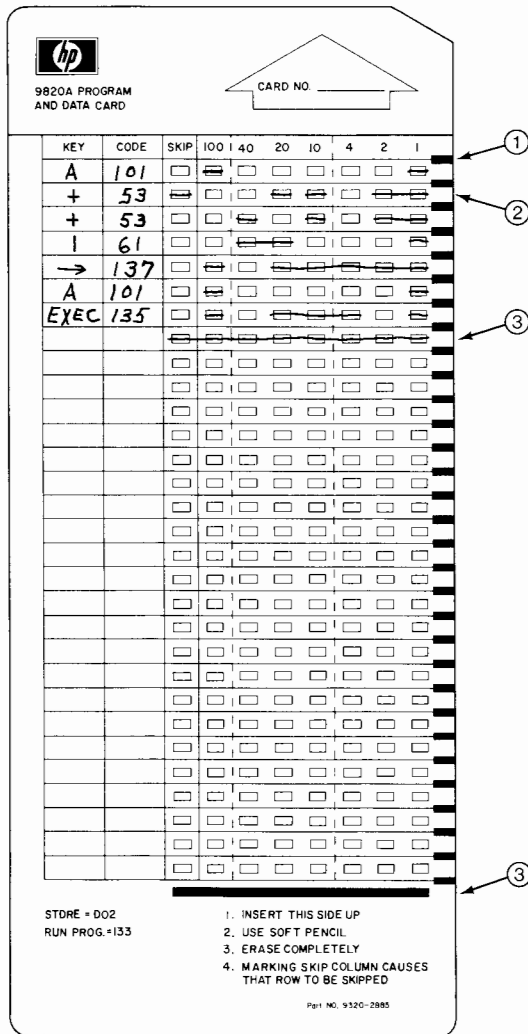 hp
9820A PROGRAM
AND DATA CARD
CARD NO.
KEY CODE SKIP 100 40 20 10 4 2 1
A 101
+ 53
+ 53
1 61
→ 137
A 101
EXEC 135
1
2
3
3
STORE = 002
RUN PROG.=133
1. INSERT THIS SIDE UP
2. USE SOFT PENCIL
3. ERASE COMPLETELY
4. MARKING SKIP COLUMN CAUSES
THAT ROW TO BE SKIPPED
Part NO. 9320-2885